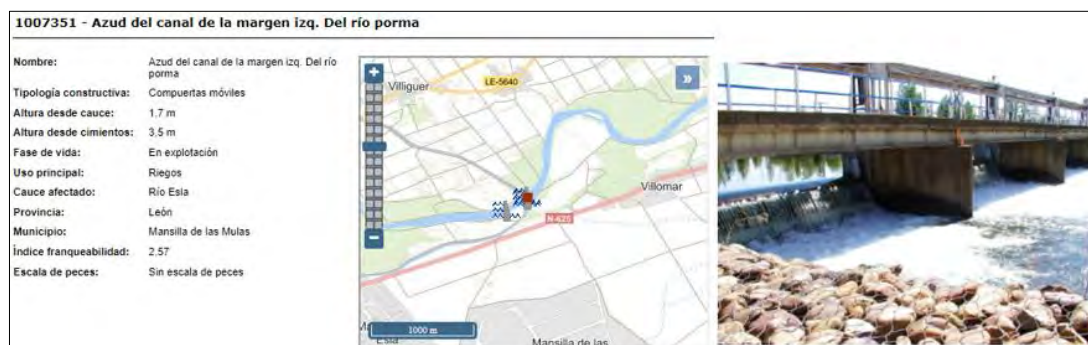 1007351 - Azud del canal de la margen izq. Del río porma
Nombre: Azud del canal de la margen izq. Del río
porma
Tipología constructiva: Compuertas móviles
Altura desde cauce: 1,7 m
Altura desde cimientos: 3,5 m
Fase de vida: En explotación
Uso principal: Riegos
Cauce afectado: Río Esla
Provincia: León
Municipio: Mansilla de las Mulas
Índice franqueabilidad: 2,57
Escala de peces: Sin escala de peces
+
»
LE-5640
Villiguer
Villomar
N-625
−
1000 m
Esla
Mansilla de las